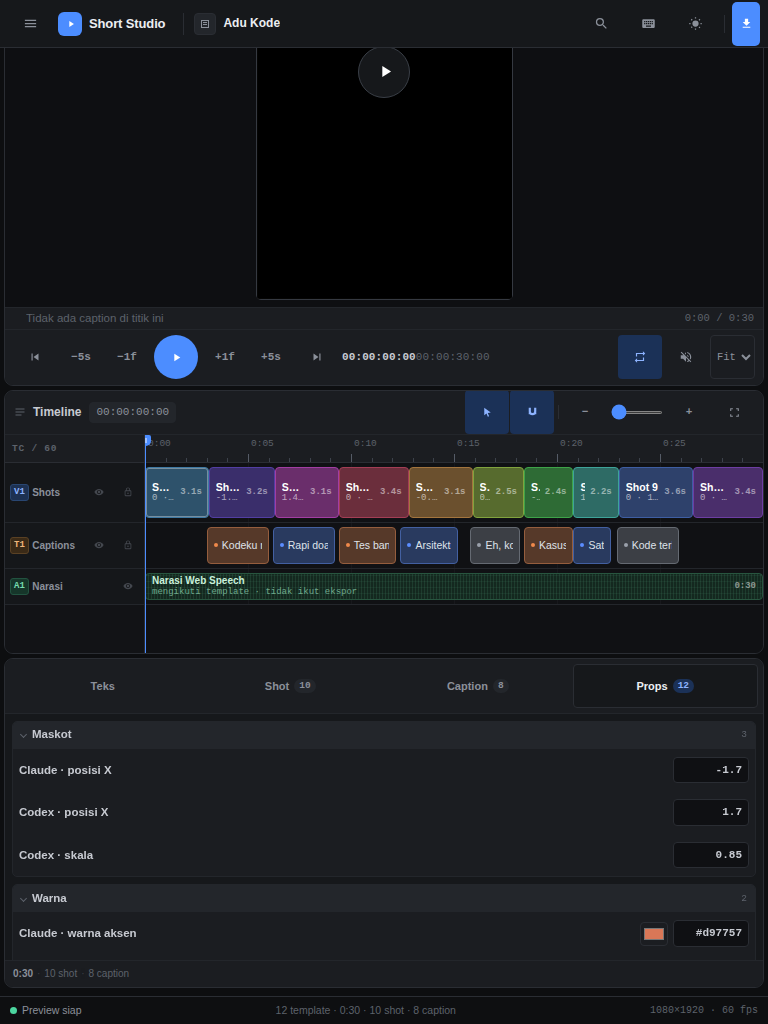 Short Studio
Adu Kode
Tidak ada caption di titik ini
0:00 / 0:30
−5s −1f +1f +5s 00:00:00:00 00:00:30:00 Fit
Timeline 00:00:00:00 − +
TC / 60 0:00 0:05 0:10 0:15 0:20 0:25
V1 Shots
S… 3.1s Sh… 3.2s S… 3.1s Sh… 3.4s S… 3.1s S. 2.5s S. 2.4s 2.2s Shot 9 3.6s Sh… 3.4s
T1 Captions
Kodeku Rapi doa Tes ban Arsitekt Eh, ko Kasus Sat Kode ter
A1 Narasi
Narasi Web Speech
mengikuti template · tidak ikut ekspor
0:30
Teks Shot 10 Caption 8 Props 12
Maskot 3
Claude · posisi X -1.7
Codex · posisi X 1.7
Codex · skala 0.85
Warna 2
Claude · warna aksen #d97757
0:30 · 10 shot · 8 caption
Preview siap
12 template · 0:30 · 10 shot · 8 caption
1080×1920 · 60 fps